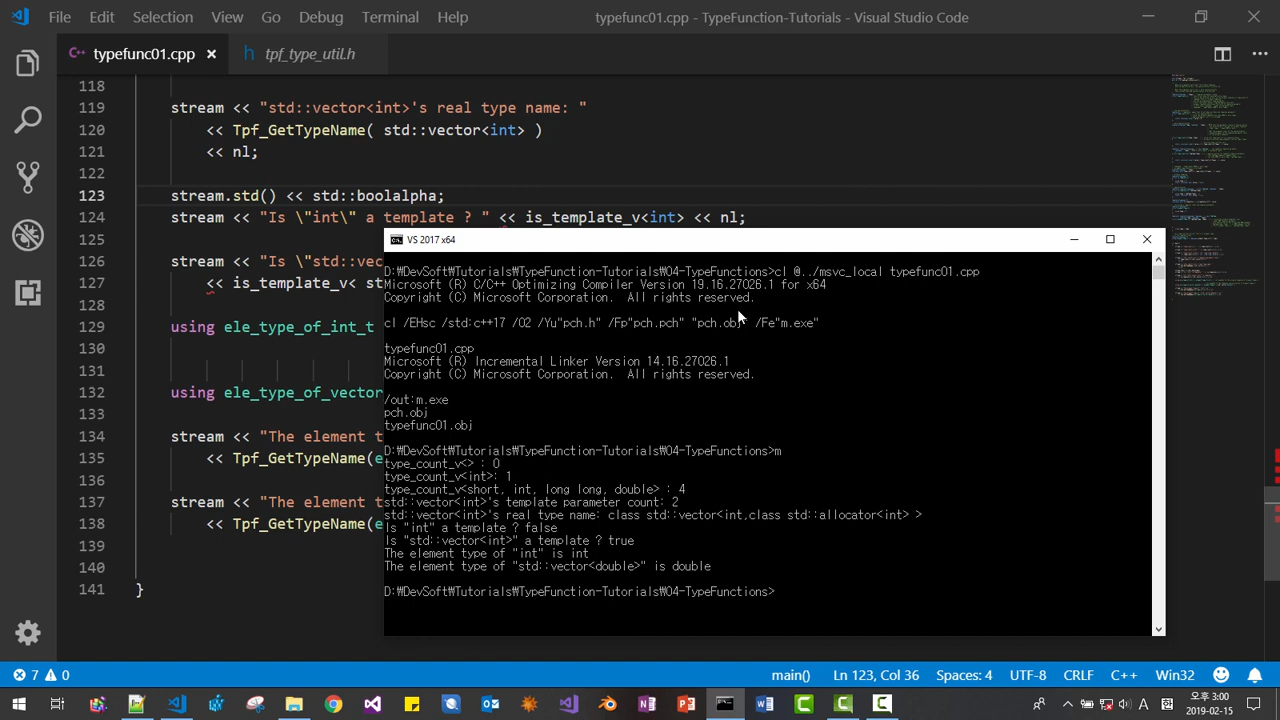 File Edit Selection View Go Debug Terminal Help typefunc01.cpp - TypeFunction-Tutorials - Visual Studio Code
typefunc01.cpp tpf_type_util.h
118
119 stream << "std::vector<int>'s real type name: "
120 << Tpf_GetTypeName( std::vector<int> )
121 << nl;
122
123 stream.std() << std::boolalpha;
124 stream << "Is \"int\" a template ? " << is_template_v<int> << nl;
125
126 stream << "Is \"std::vec
127 << is_template_v< st
128
129 using ele_type_of_int_t
130
131
132 using ele_type_of_vector
133
134 stream << "The element t
135 << Tpf_GetTypeName(e
136
137 stream << "The element t
138 << Tpf_GetTypeName(e
139
140
141 }
VS 2017 x64
D:₩DevSoft₩Tutorials₩TypeFunction-Tutorials₩04-TypeFunctions>cl @../msvc_local typefunc01.cpp
Microsoft (R) C/C++ Optimizing Compiler Version 19.16.27026.1 for x64
Copyright (C) Microsoft Corporation. All rights reserved.
cl /EHsc /std:c++17 /O2 /Yu"pch.h" /Fp"pch.pch" "pch.obj" /Fe"m.exe"
typefunc01.cpp
Microsoft (R) Incremental Linker Version 14.16.27026.1
Copyright (C) Microsoft Corporation. All rights reserved.
/out:m.exe
pch.obj
typefunc01.obj
D:₩DevSoft₩Tutorials₩TypeFunction-Tutorials₩04-TypeFunctions>m
type_count_v<> : 0
type_count_v<int>: 1
type_count_v<short, int, long long, double> : 4
std::vector<int>'s template parameter count: 2
std::vector<int>'s real type name: class std::vector<int,class std::allocator<int> >
Is "int" a template ? false
Is "std::vector<int>" a template ? true
The element type of "int" is int
The element type of "std::vector<double>" is double
D:₩DevSoft₩Tutorials₩TypeFunction-Tutorials₩04-TypeFunctions>
7 0 main() Ln 123, Col 36 Spaces: 4 UTF-8 CRLF C++ Win32
A 오후 3:00
2019-02-15